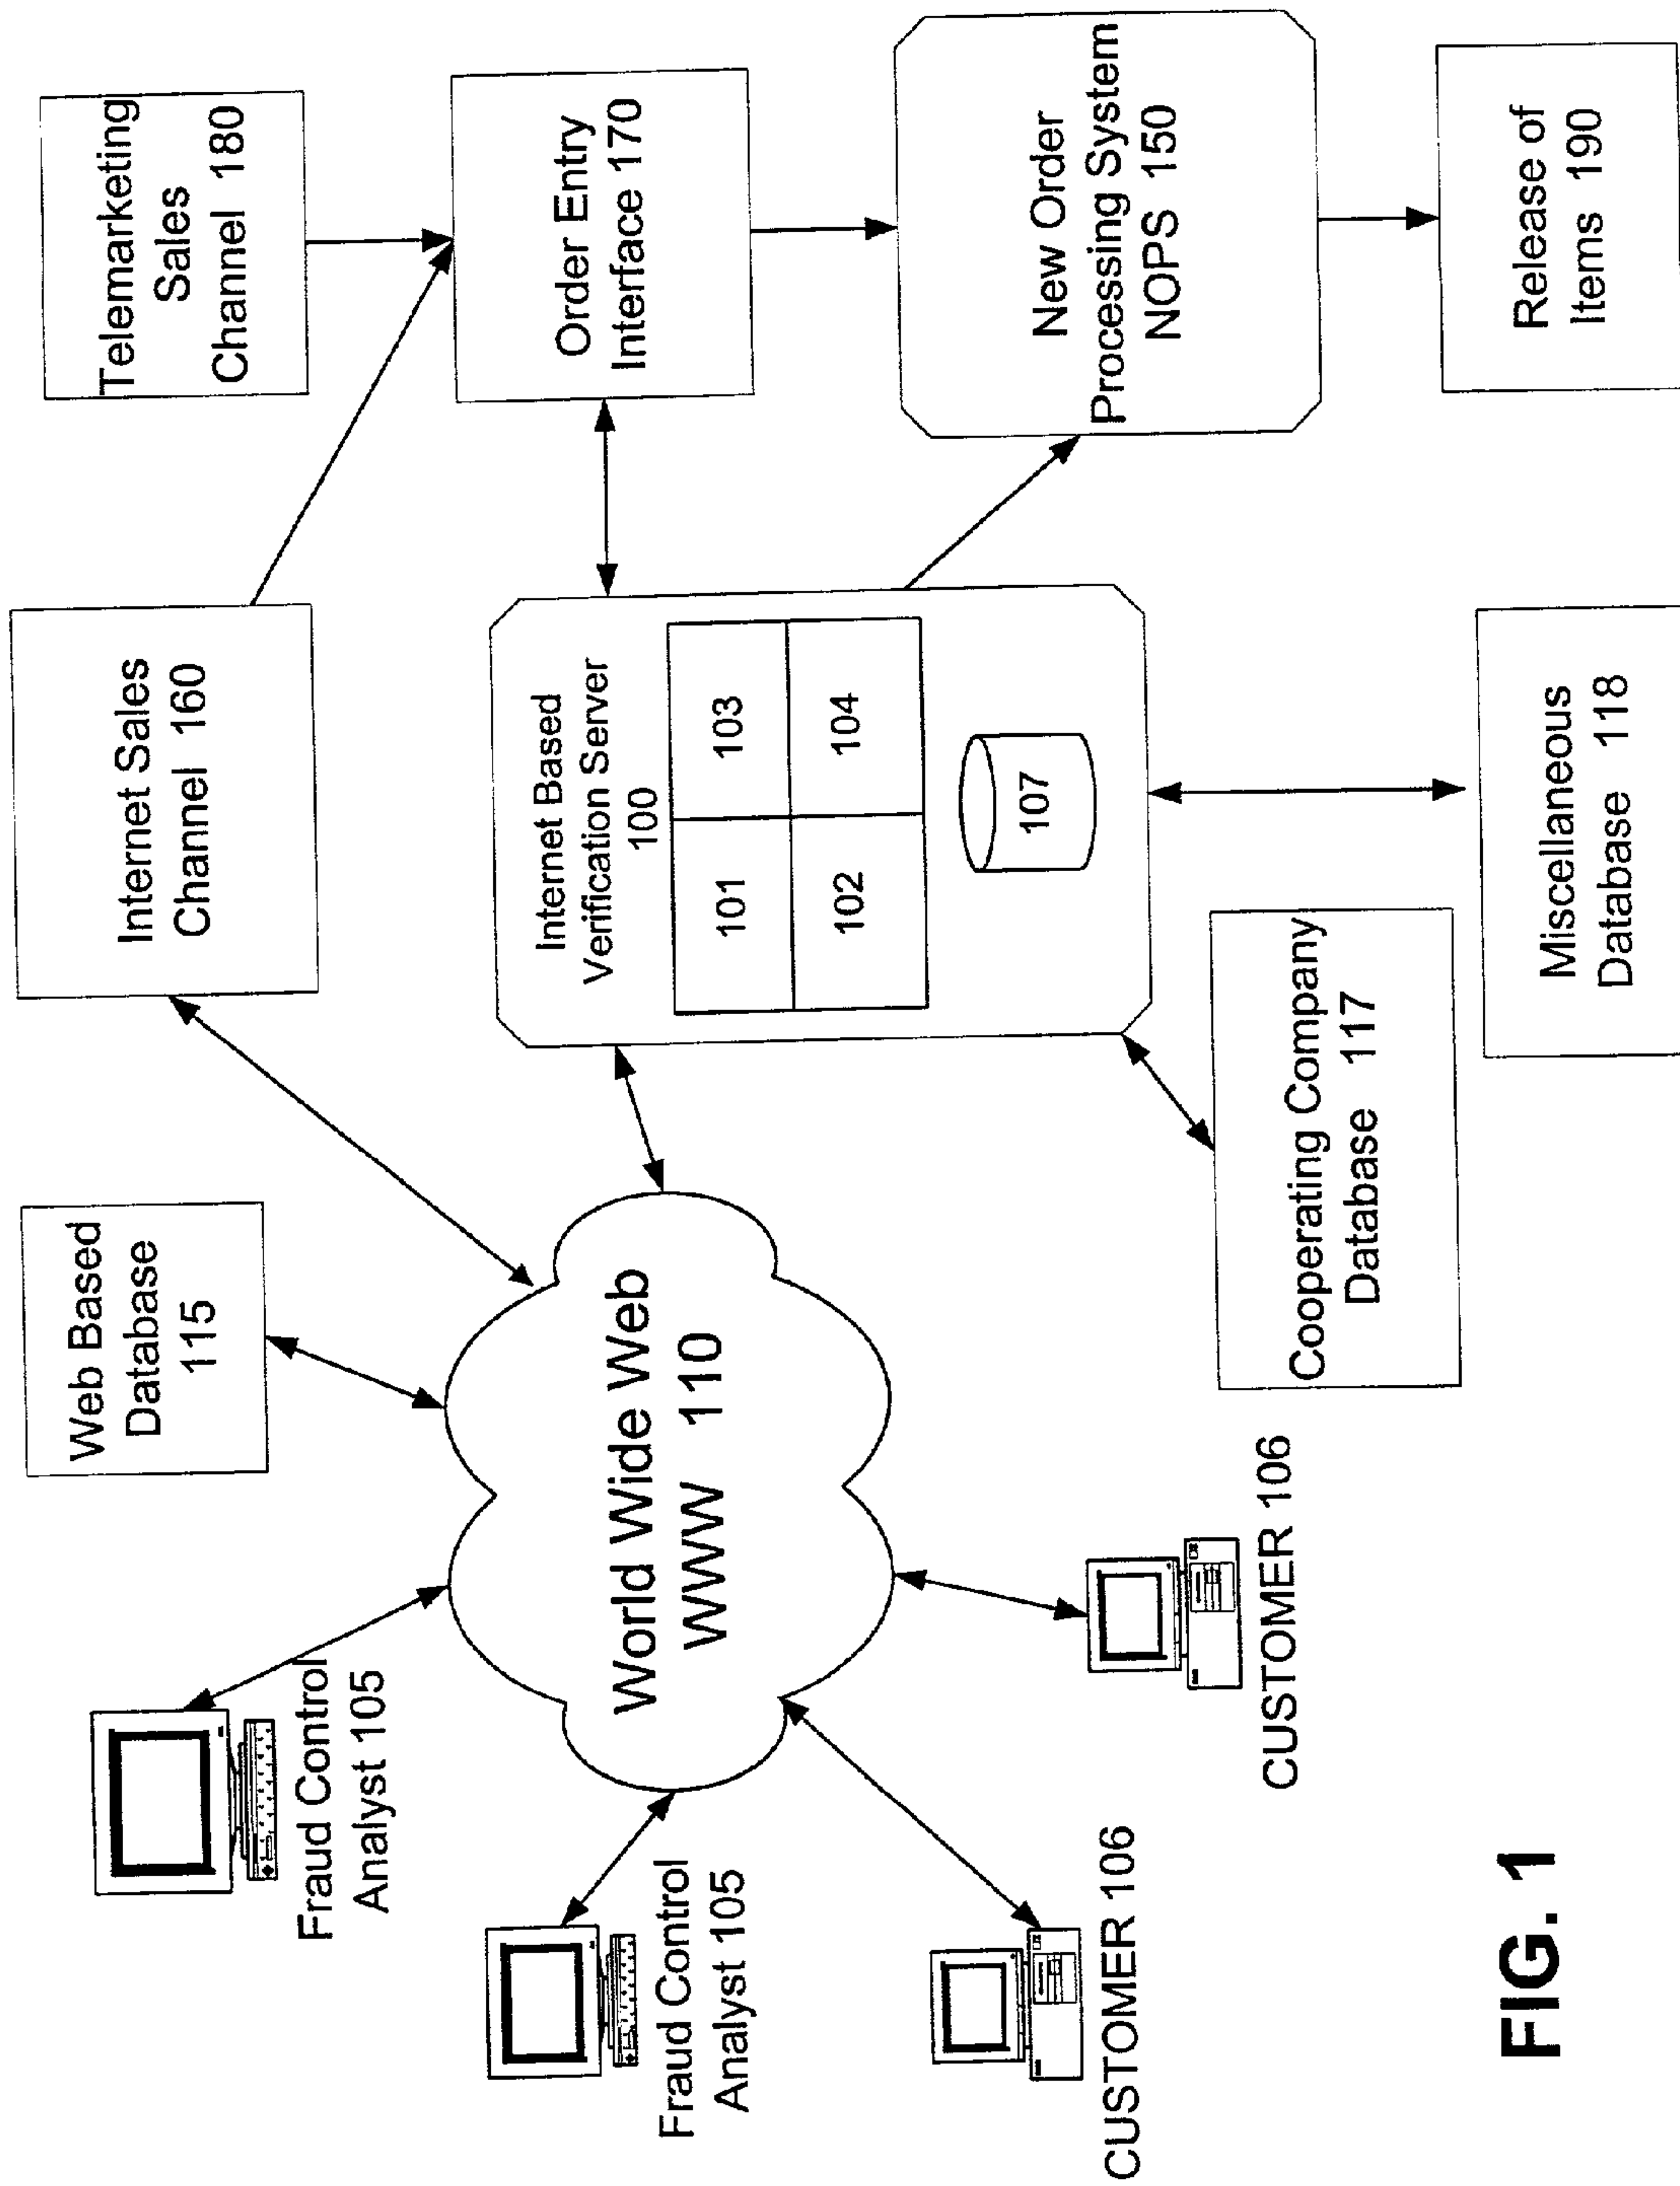 Telemarketing
Sales
Channel 180
Internet Sales
Channel 160
Web Based
Database
115
Fraud Control
Analyst 105
Order Entry
Interface 170
Internet Based
Verification Server
100
101
103
102
104
107
World Wide Web
WWW 110
Fraud Control
Analyst 105
New Order
Processing System
NOPS 150
CUSTOMER 106
CUSTOMER 106
Cooperating Company
Database 117
Miscellaneous
Database 118
Release of
Items 190
FIG. 1